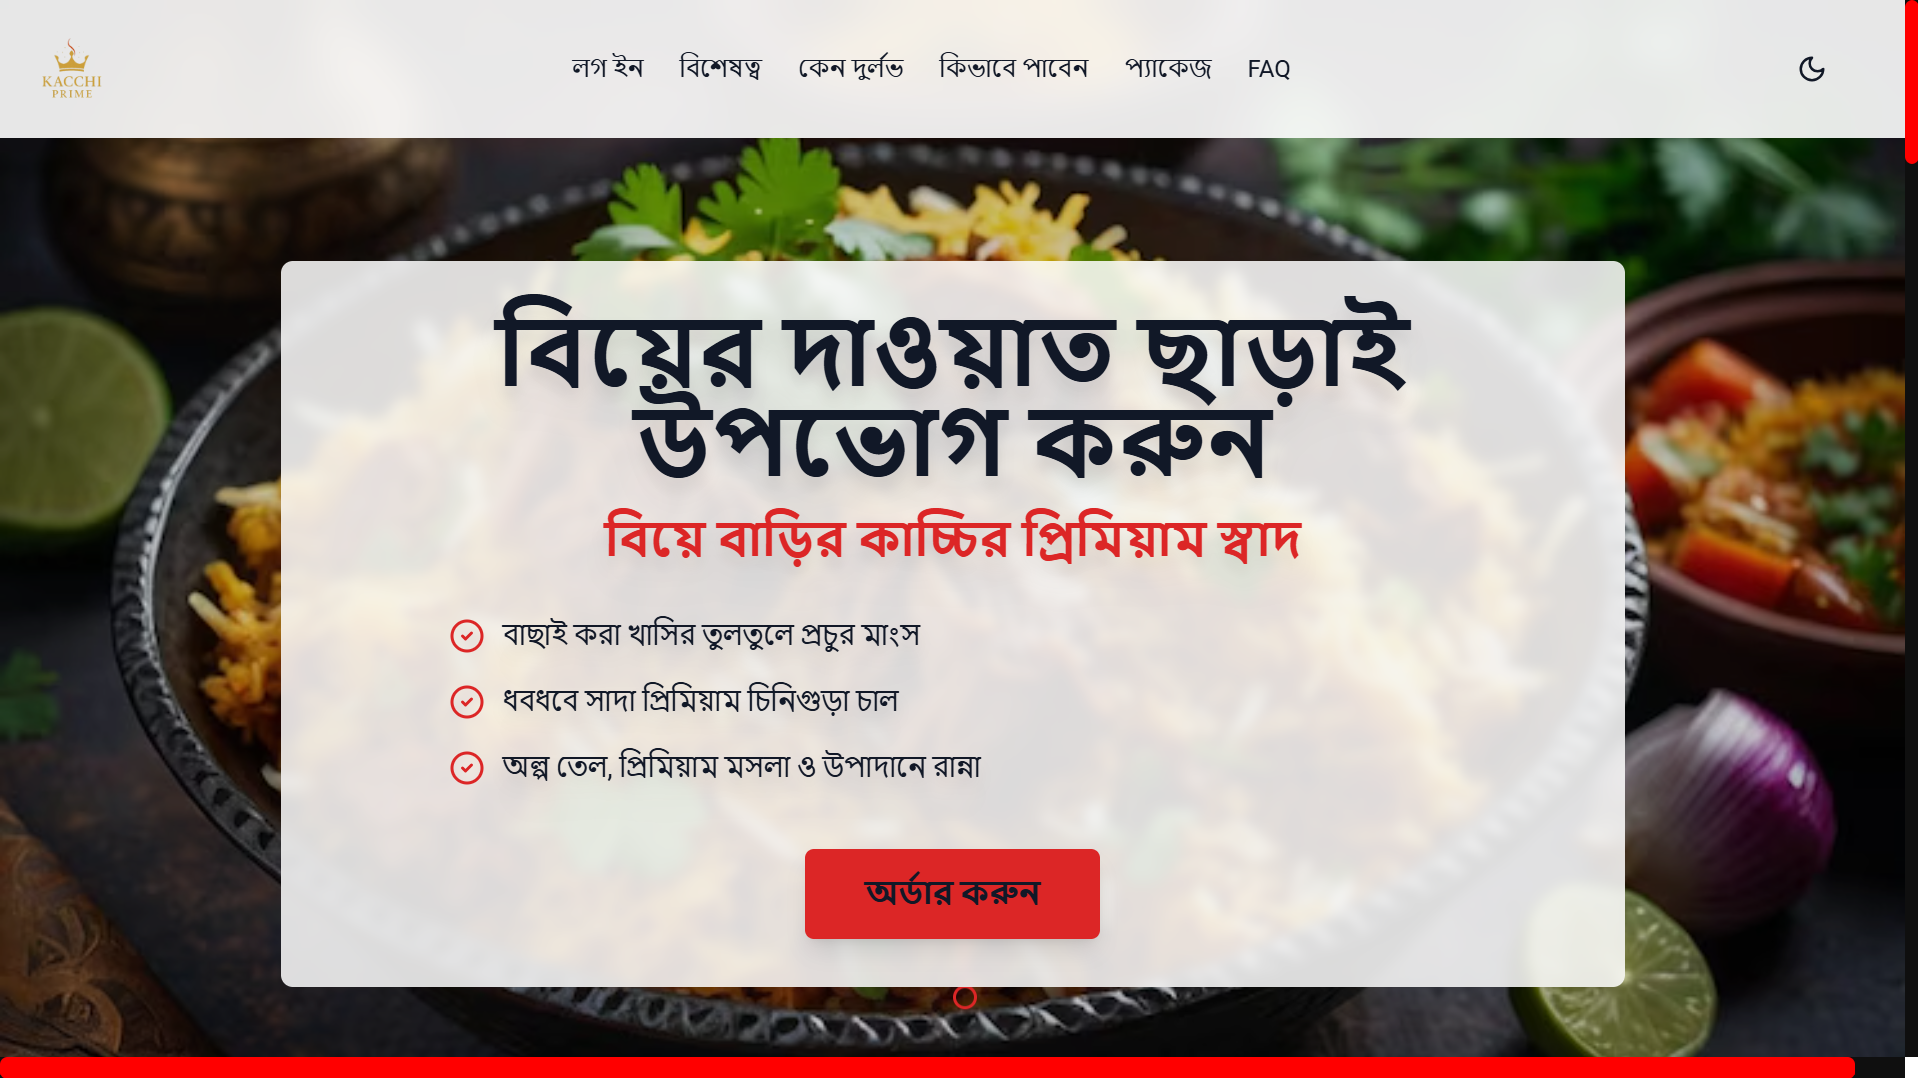 KACCHI
PRIME
লগ ইন
বিশেষত্ব
কেন দুর্লভ
কিভাবে পাবেন
প্যাকেজ
FAQ
বিয়ের দাওয়াত ছাড়াই
উপভোগ করুন
বিয়ে বাড়ির কাচ্চির প্রিমিয়াম স্বাদ
বাছাই করা খাসির তুলতুলে প্রচুর মাংস
ধবধবে সাদা প্রিমিয়াম চিনিগুড়া চাল
অল্প তেল, প্রিমিয়াম মসলা ও উপাদানে রান্না
অর্ডার করুন